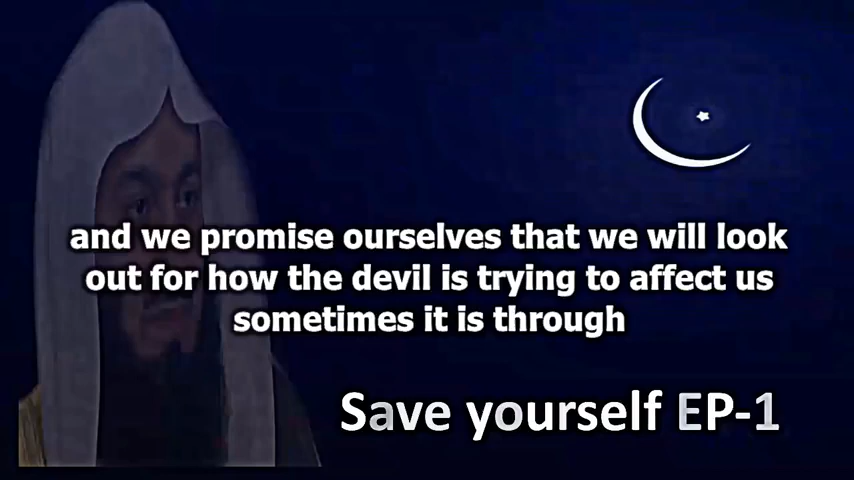 and we promise ourselves that we will look
out for how the devil is trying to affect us
sometimes it is through
Save yourself EP-1